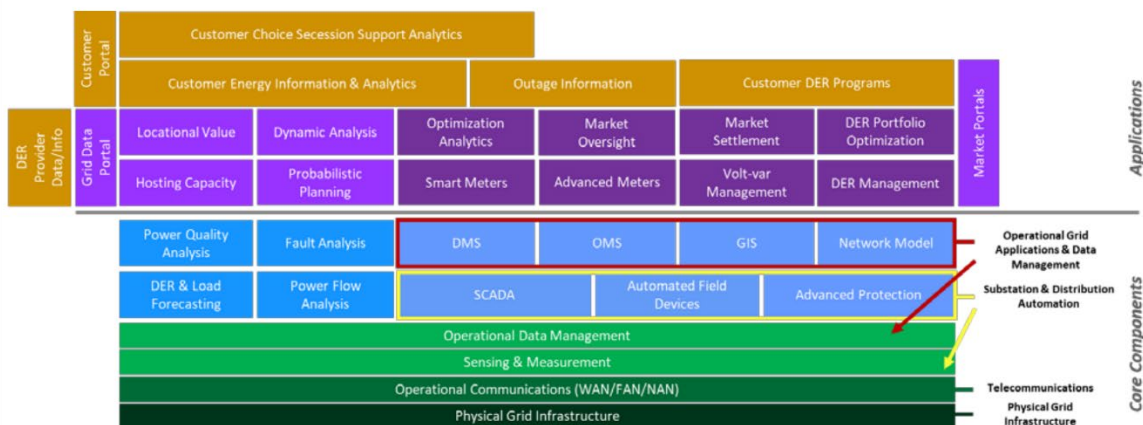 Customer
Portal
Customer Choice Secession Support Analytics
Customer Energy Information & Analytics
Outage Information
Customer DER Programs
DER
Provider
Data/Info
Grid Data
Portal
Locational Value
Dynamic Analysis
Optimization
Analytics
Market
Oversight
Market
Settlement
DER Portfolio
Optimization
Market Portals
Applications
Hosting Capacity
Probabilistic
Planning
Smart Meters
Advanced Meters
Volt-var
Management
DER Management
Power Quality
Analysis
Fault Analysis
DMS
OMS
GIS
Network Model
Operational Grid
Applications & Data
Management
DER & Load
Forecasting
Power Flow
Analysis
SCADA
Automated Field
Devices
Advanced Protection
Substation & Distribution
Automation
Operational Data Management
Sensing & Measurement
Operational Communications (WAN/FAN/NAN)
Telecommunications
Physical Grid Infrastructure
Physical Grid
Infrastructure
Core Components